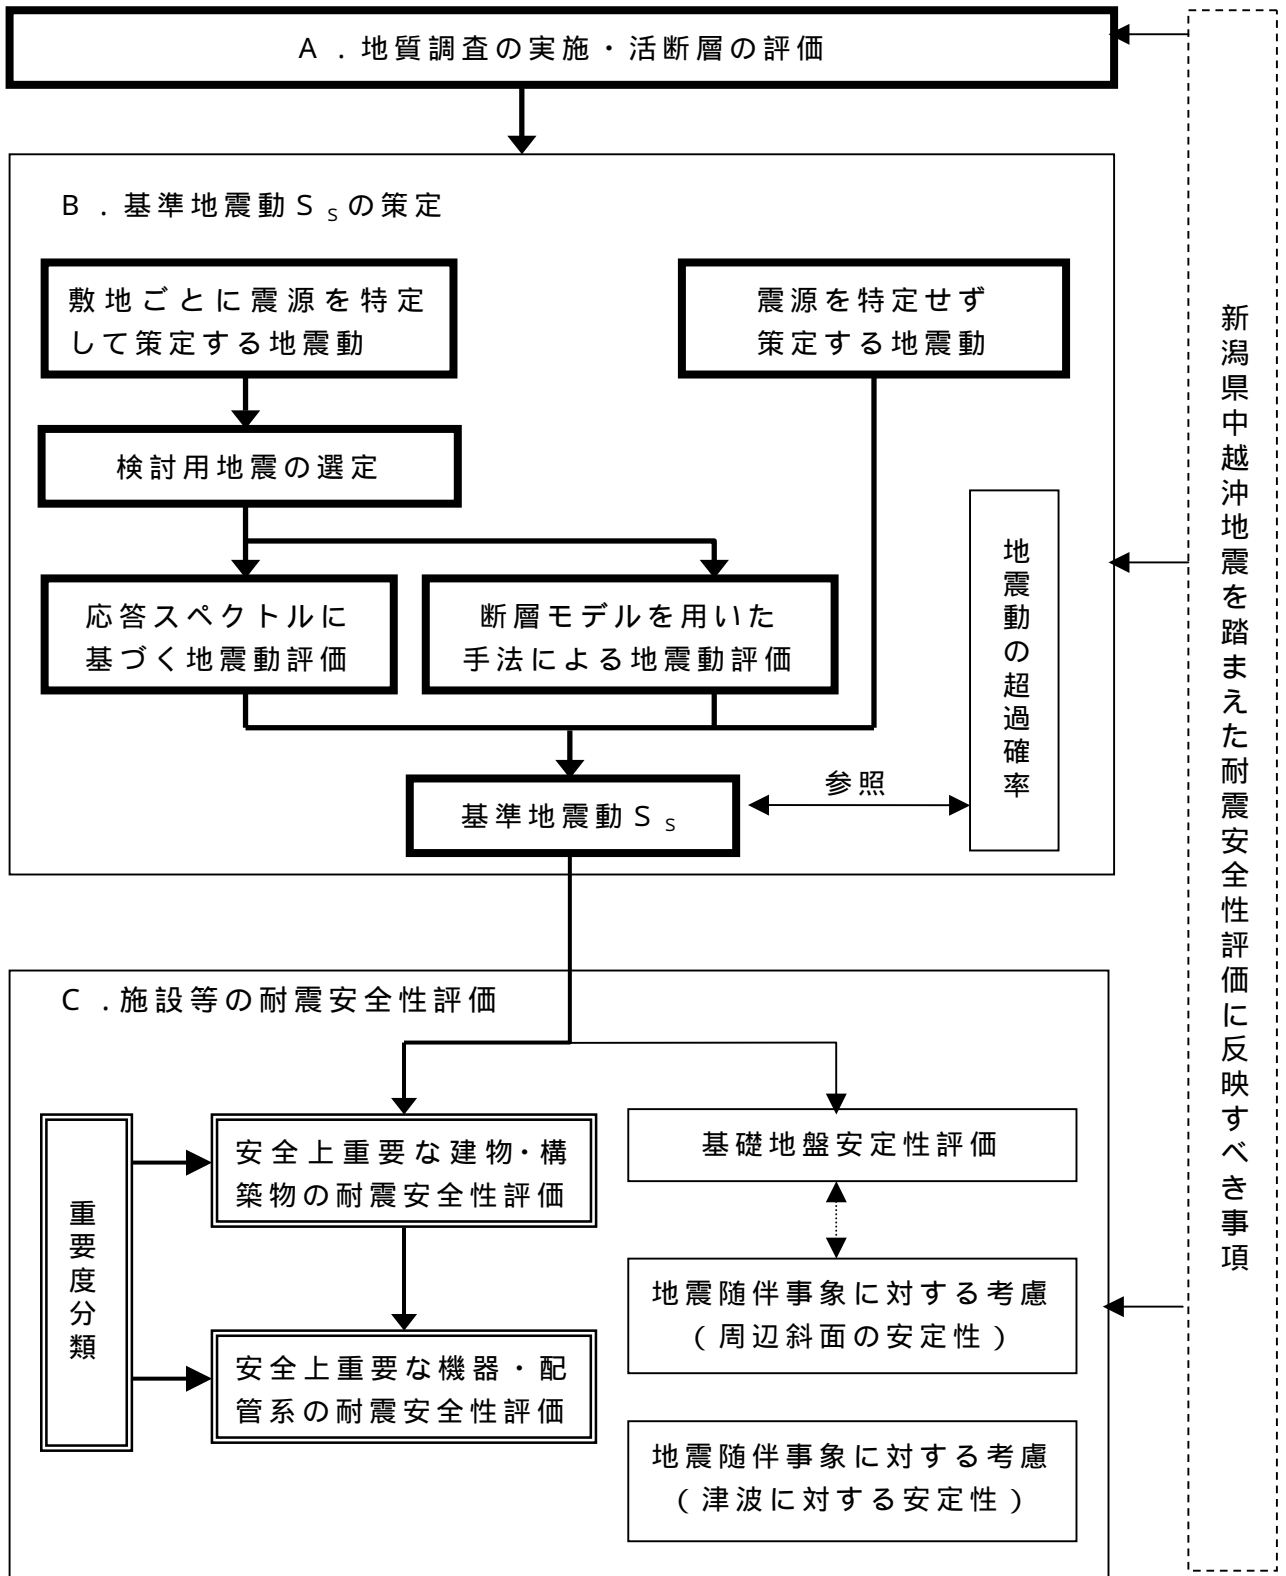 A．地質調査の実施・活断層の評価
B．基準地震動ＳSの策定
敷地ごとに震源を特定
して策定する地震動
震源を特定せず
策定する地震動
検討用地震の選定
応答スペクトルに
基づく地震動評価
断層モデルを用いた
手法による地震動評価
地震動の超過確率
参照
基準地震動ＳS
C．施設等の耐震安全性評価
重要度分類
安全上重要な建物・構
築物の耐震安全性評価
安全上重要な機器・配
管系の耐震安全性評価
基礎地盤安定性評価
地震随伴事象に対する考慮
（周辺斜面の安定性）
地震随伴事象に対する考慮
（津波に対する安定性）
新潟県中越沖地震を踏まえた耐震安全性評価に反映すべき事項